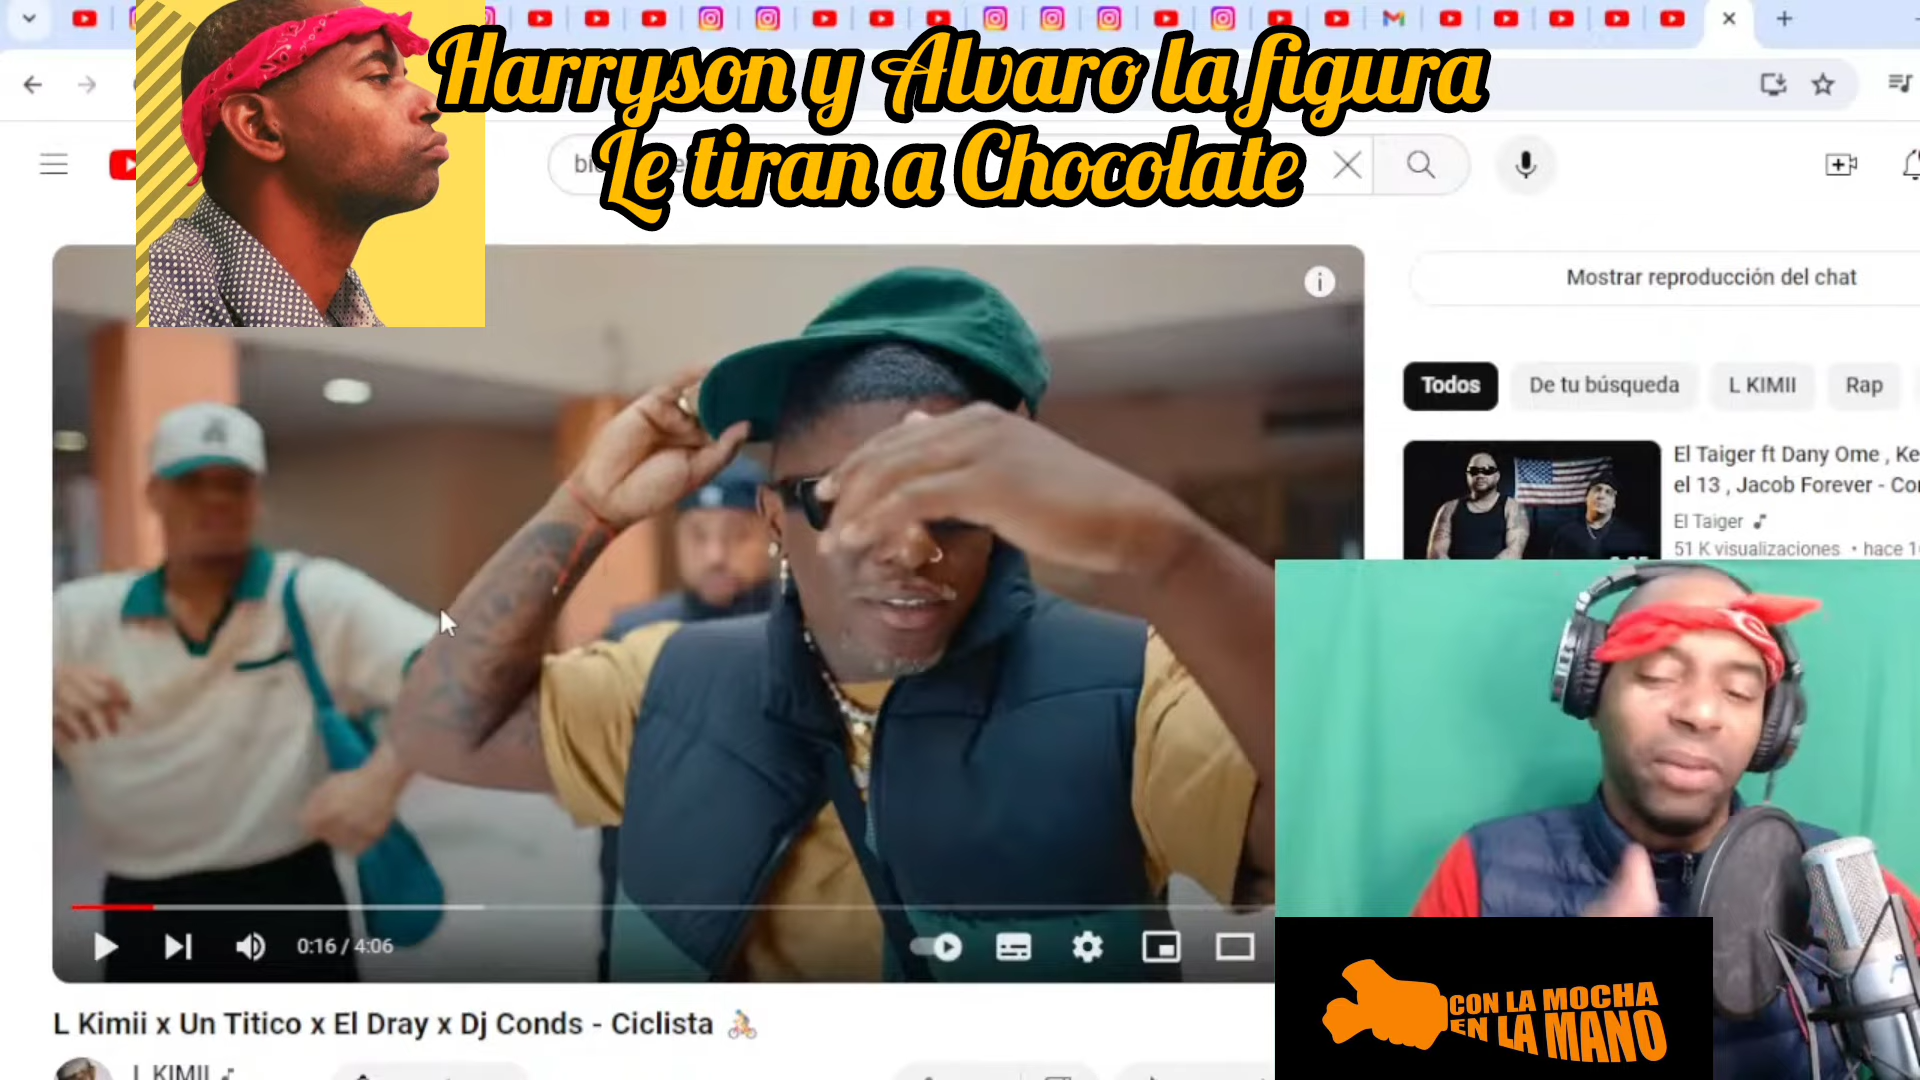 Harryson y Alvaro la figura
Le tiran a Chocolate
Mostrar reproducción del chat
Todos
De tu búsqueda
L KIMII
Rap
El Taiger ft Dany Ome , Ke
el 13 , Jacob Forever - Co
El Taiger
51 K visualizaciones • hace 1
0:16 / 4:06
L Kimii x Un Titico x El Dray x Dj Conds - Ciclista
L KIMII
CON LA MOCHA
EN LA MANO